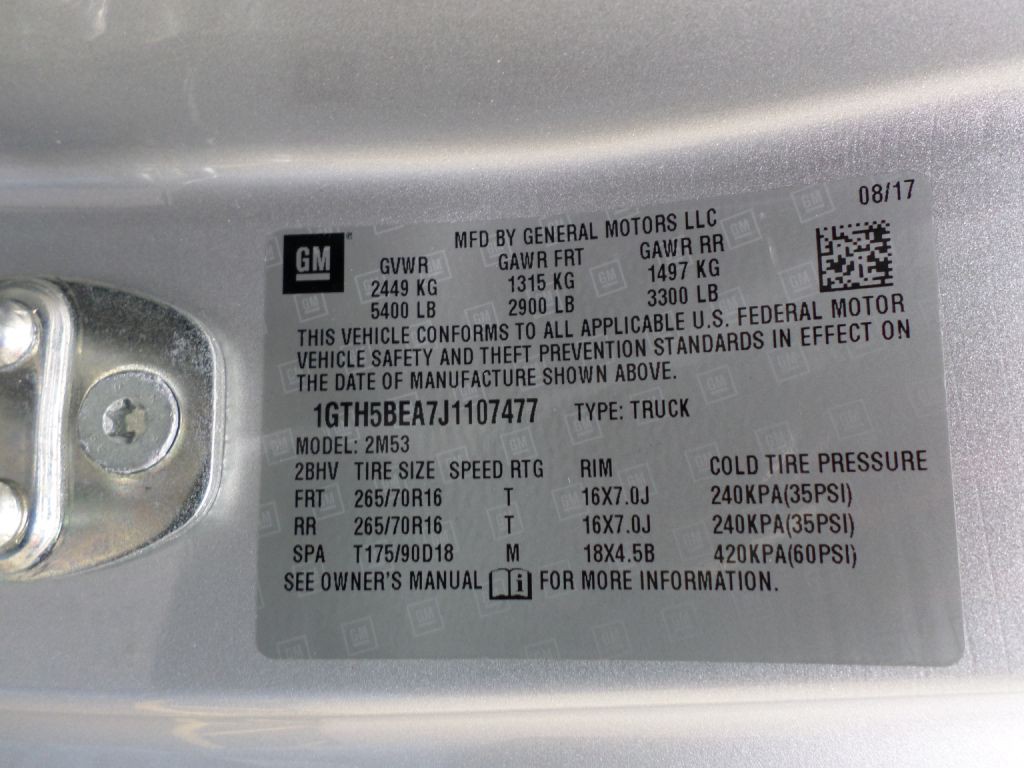 08/17
GM
MFD BY GENERAL MOTORS LLC
GVWR GAWR FRT GAWR RR
2449 KG 1315 KG 1497 KG
5400 LB 2900 LB 3300 LB
THIS VEHICLE CONFORMS TO ALL APPLICABLE U.S. FEDERAL MOTOR
VEHICLE SAFETY AND THEFT PREVENTION STANDARDS IN EFFECT ON
THE DATE OF MANUFACTURE SHOWN ABOVE.
1GTH5BEA7J1107477 TYPE: TRUCK
MODEL: 2M53
2BHV TIRE SIZE SPEED RTG RIM COLD TIRE PRESSURE
FRT 265/70R16 T 16X7.0J 240KPA(35PSI)
RR 265/70R16 T 16X7.0J 240KPA(35PSI)
SPA T175/90D18 M 18X4.5B 420KPA(60PSI)
SEE OWNER'S MANUAL i FOR MORE INFORMATION.